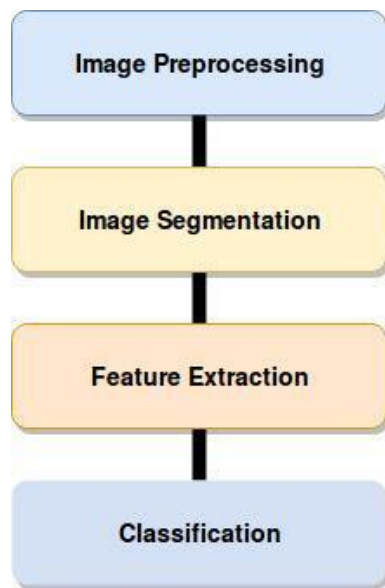 Image Preprocessing
Image Segmentation
Feature Extraction
Classification